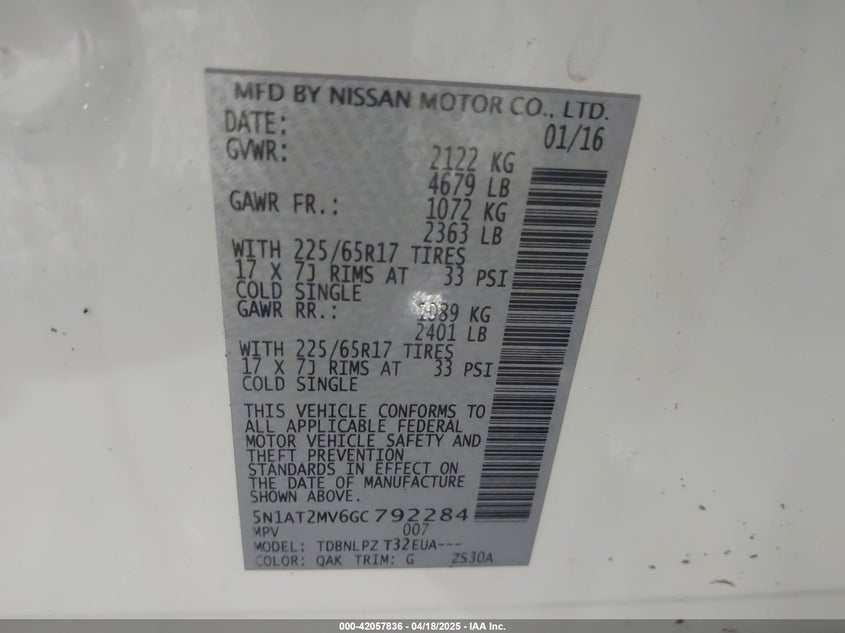 MFD BY NISSAN MOTOR CO., LTD.
DATE: 01/16
GVWR: 2122 KG
4679 LB
GAWR FR.: 1072 KG
2363 LB
WITH 225/65R17 TIRES
17 X 7J RIMS AT 33 PSI
COLD SINGLE
GAWR RR.: 1089 KG
2401 LB
WITH 225/65R17 TIRES
17 X 7J RIMS AT 33 PSI
COLD SINGLE
THIS VEHICLE CONFORMS TO
ALL APPLICABLE FEDERAL
MOTOR VEHICLE SAFETY AND
THEFT PREVENTION
STANDARDS IN EFFECT ON
THE DATE OF MANUFACTURE
SHOWN ABOVE.
5N1AT2MV6GC792284
MPV 007
MODEL: TDBNLPZ T32EUA---
COLOR: QAK TRIM: G ZS30A
000-42057836 - 04/18/2025 - IAA Inc.